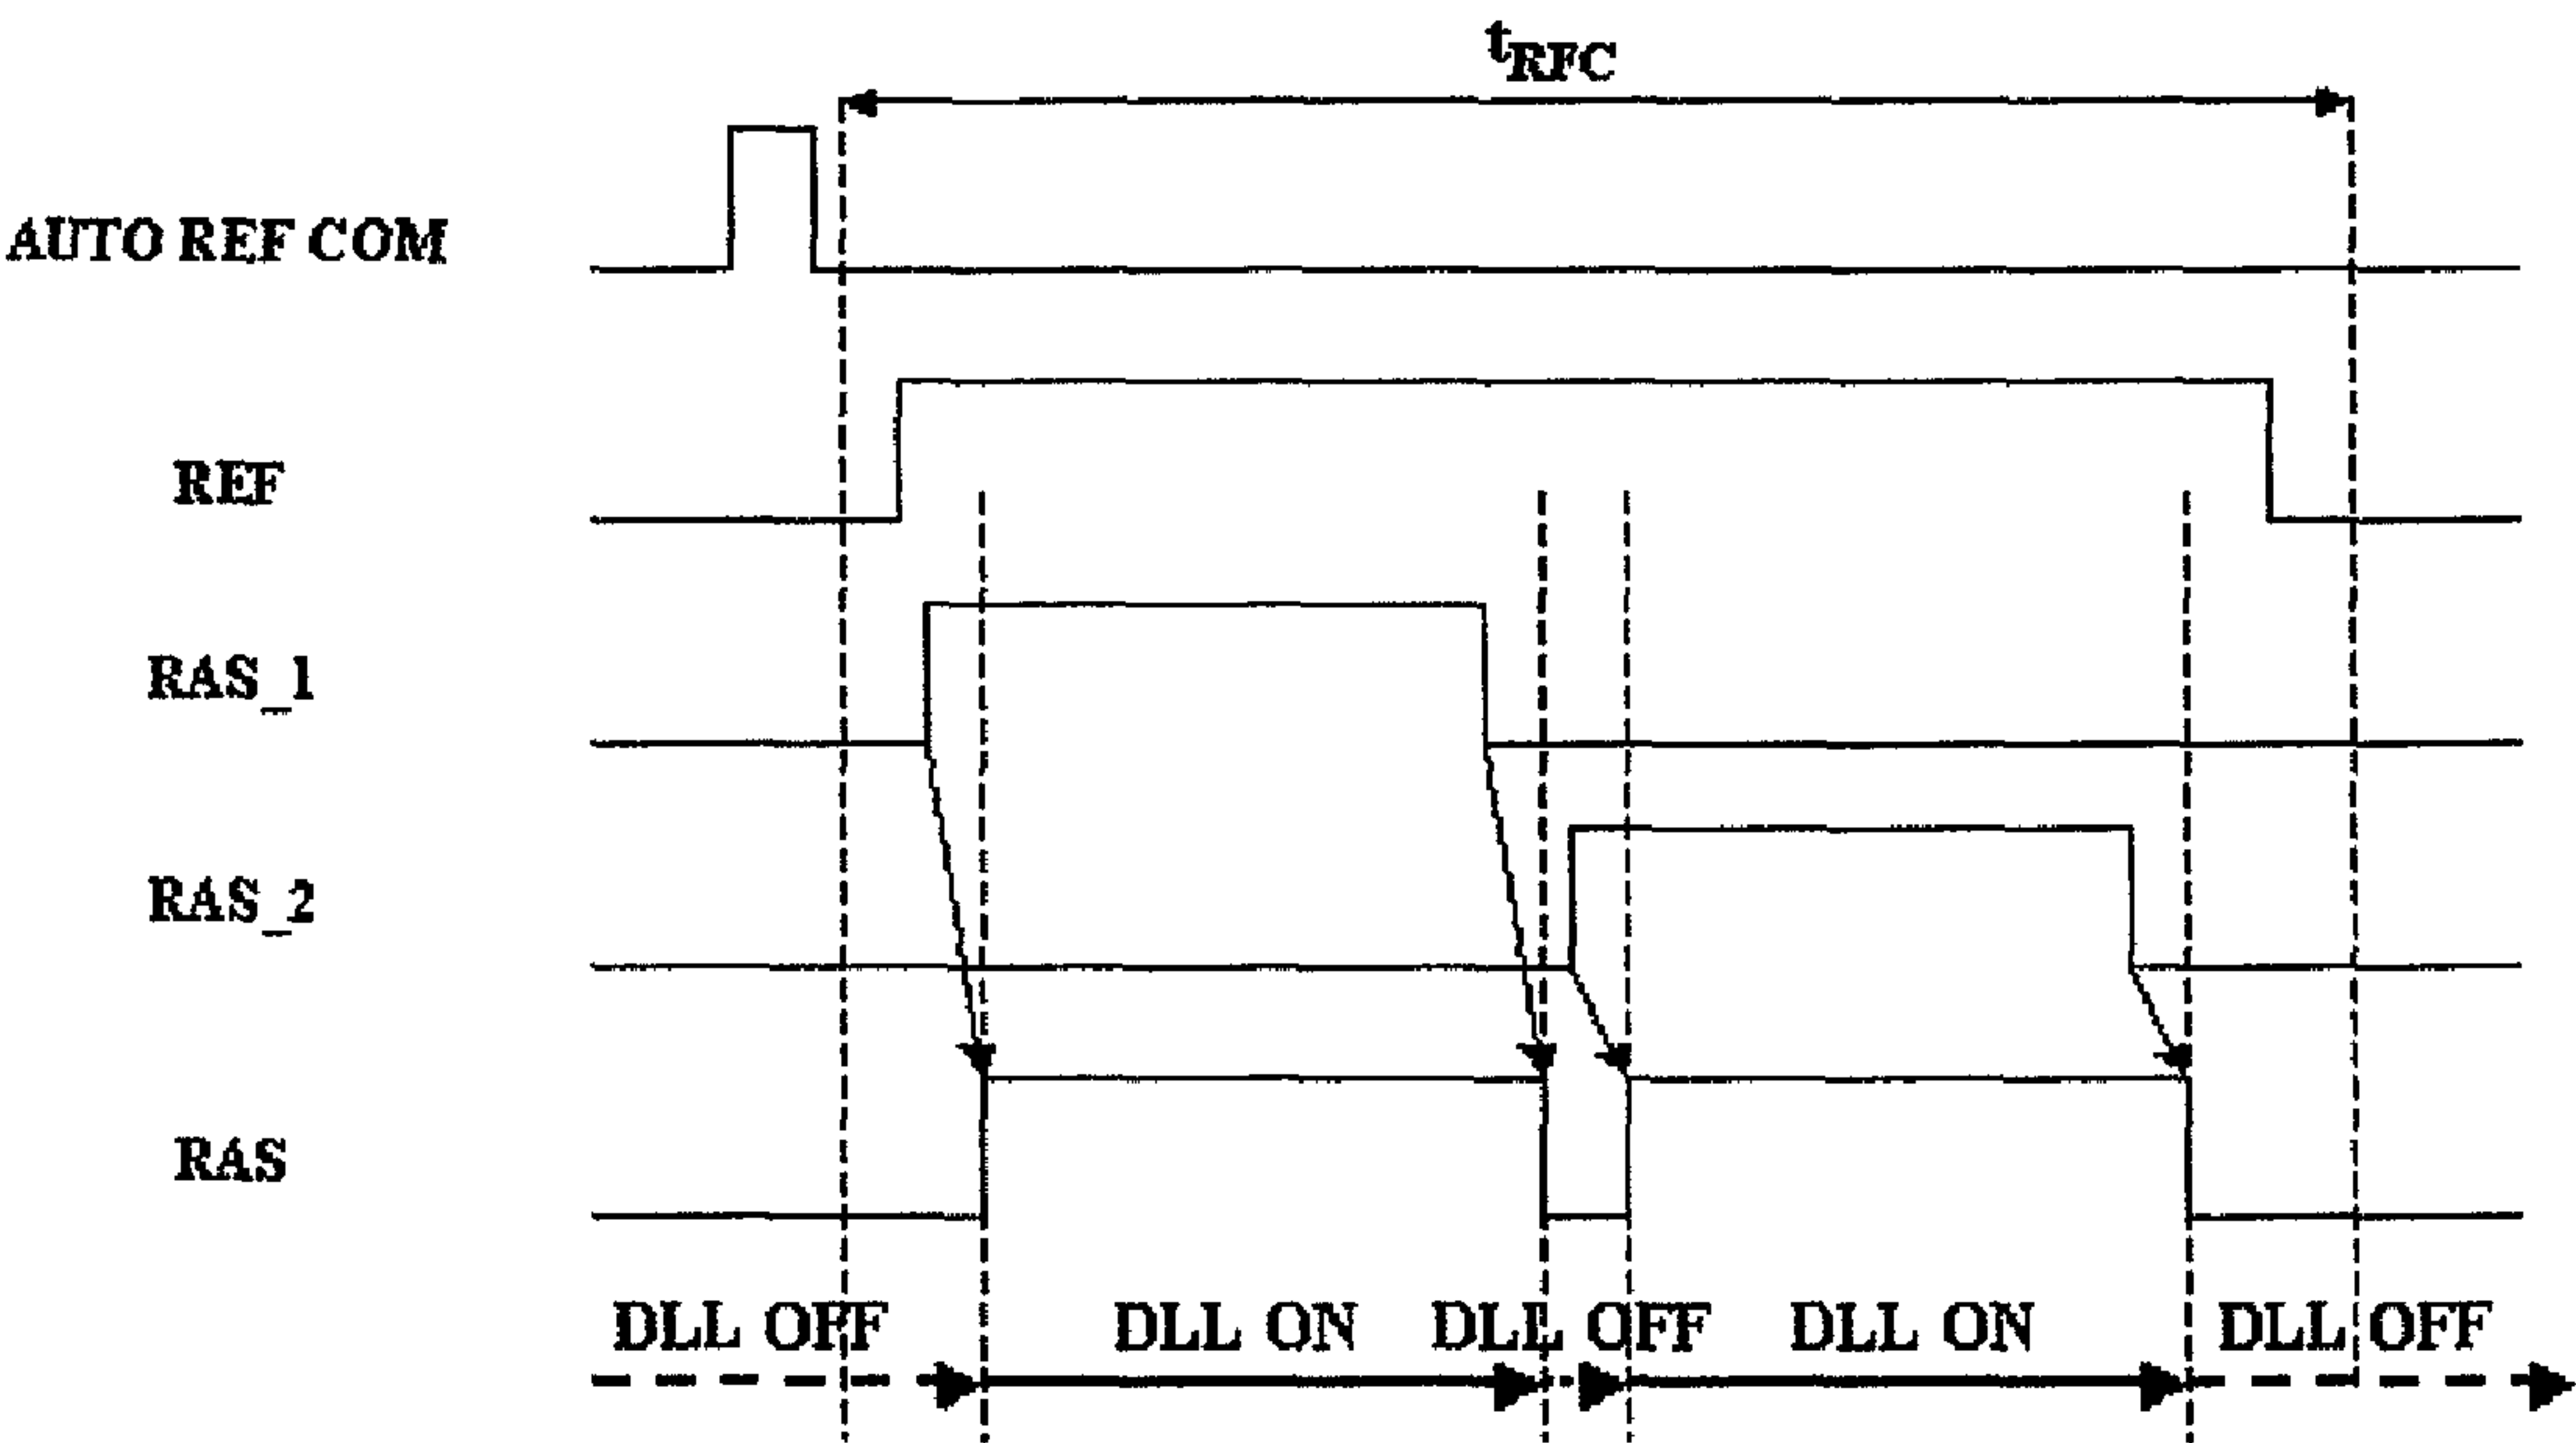 tRFC
AUTO REF COM
REF
RAS_1
RAS_2
RAS
DLL OFF DLL ON DLL OFF DLL ON DLL OFF